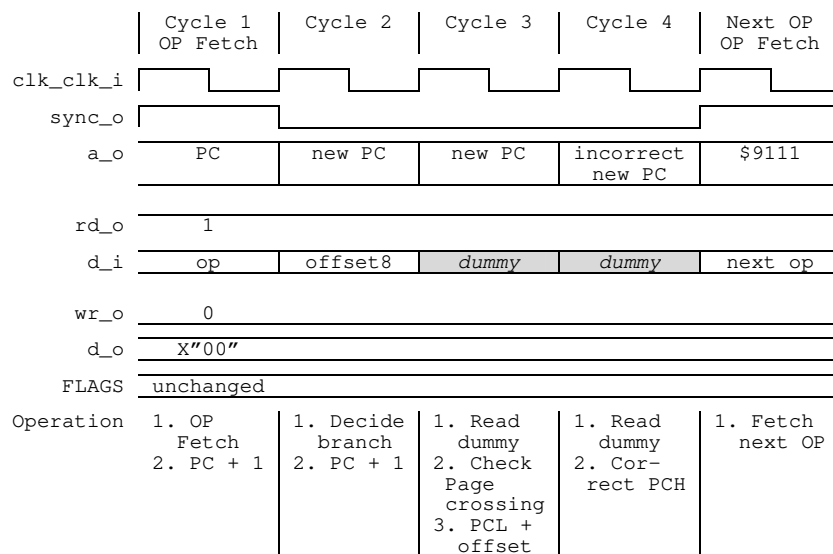 Cycle 1 Cycle 2 Cycle 3 Cycle 4 Next OP
OP Fetch OP Fetch
clk_clk_i
sync_o
a_o PC new PC new PC incorrect $9111
new PC
rd_o 1
d_i op offset8 dummy dummy next op
wr_o 0
d_o X"00"
FLAGS unchanged
Operation 1. OP 1. Decide 1. Read 1. Read 1. Fetch
Fetch branch dummy dummy next OP
2. PC + 1 2. PC + 1 2. Check 2. Cor-
Page rect PCH
crossing
3. PCL +
offset